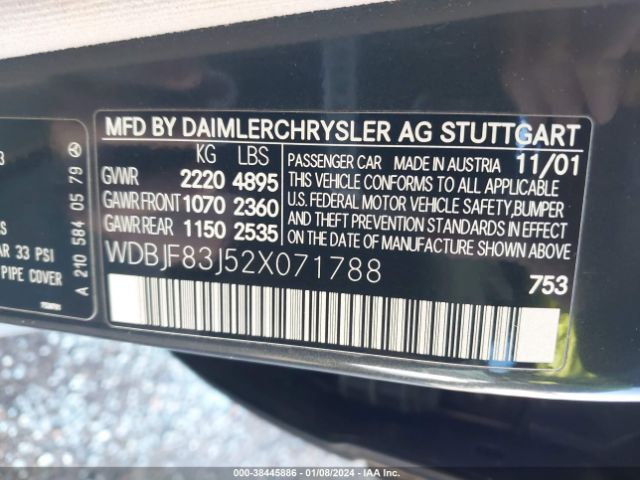 MFD BY DAIMLERCHRYSLER AG STUTTGART
KG LBS
GVWR 2220 4895
GAWR FRONT 1070 2360
GAWR REAR 1150 2535
PASSENGER CAR MADE IN AUSTRIA 11/01
THIS VEHICLE CONFORMS TO ALL APPLICABLE
U.S. FEDERAL MOTOR VEHICLE SAFETY,BUMPER
AND THEFT PREVENTION STANDARDS IN EFFECT
ON THE DATE OF MANUFACTURE SHOWN ABOVE.
WDBJF83J52X071788
753
A 210 584 05 79
33 PSI
PIPE COVER
IAA 00 - 38445886 - 01/08/2024 - IAAI.COM